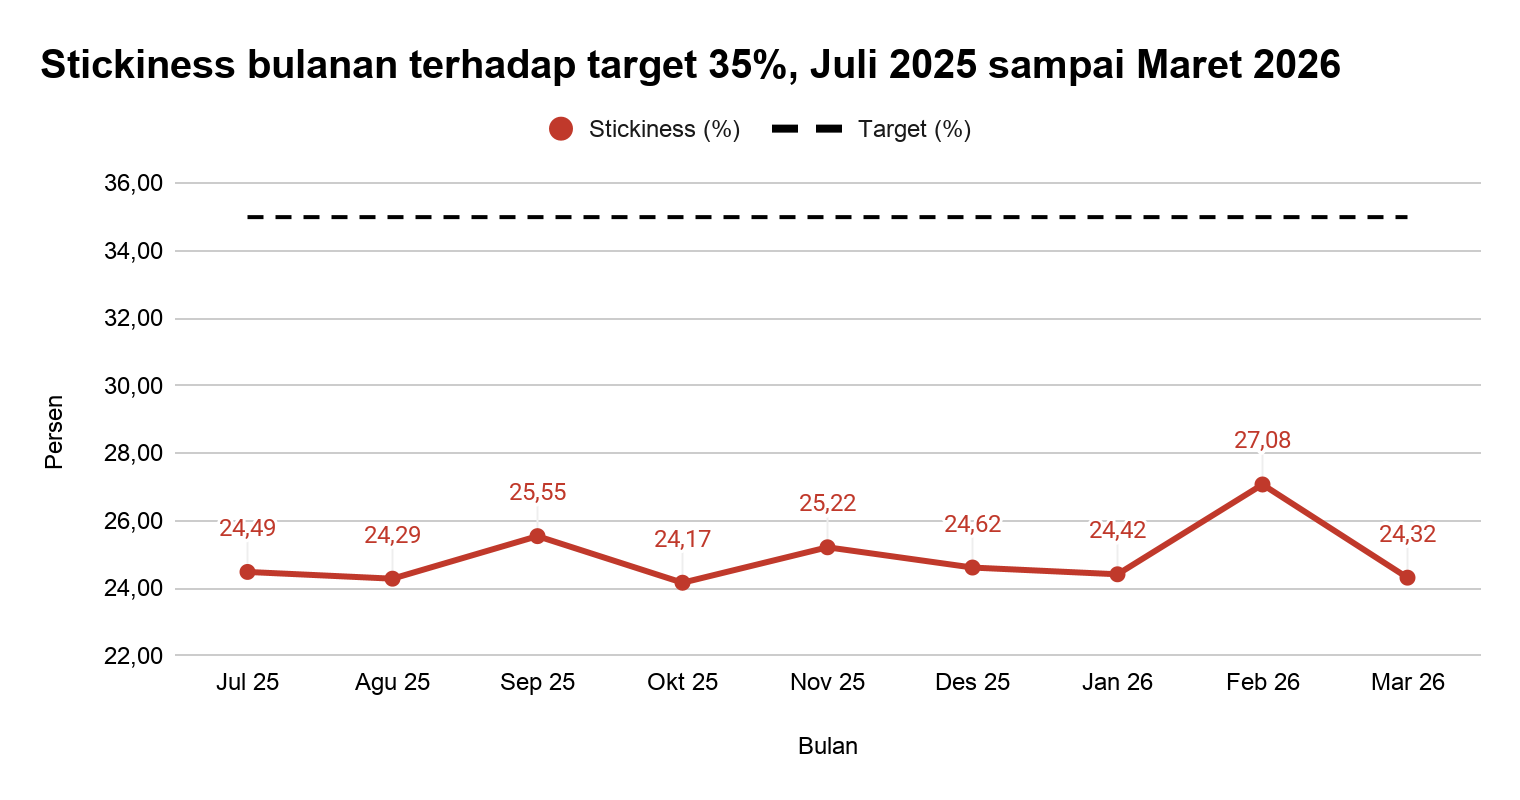 Stickiness bulanan terhadap target 35%, Juli 2025 sampai Maret 2026
Stickiness (%) Target (%)
36,00
34,00
32,00
30,00
28,00
26,00
24,00
22,00
Persen
24,49 24,29 25,55 24,17 25,22 24,62 24,42 27,08 24,32
Jul 25 Agu 25 Sep 25 Okt 25 Nov 25 Des 25 Jan 26 Feb 26 Mar 26
Bulan